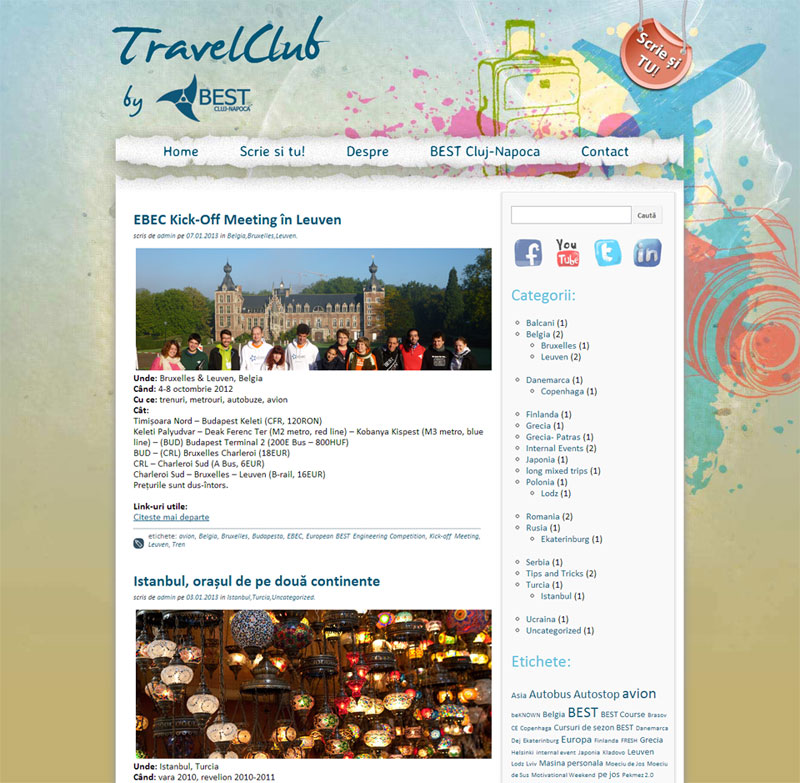 TravelClub
by BEST
CLUJ-NAPOCA
Scrie și
TU!
Home Scrie si tu! Despre BEST Cluj-Napoca Contact
EBEC Kick-Off Meeting în Leuven
scris de admin pe 07.01.2013 in Belgia,Bruxelles,Leuven.
Unde: Bruxelles & Leuven, Belgia
Când: 4-8 octombrie 2012
Cu ce: trenuri, metrouri, autobuze, avion
Cât:
Timișoara Nord – Budapest Keleti (CFR, 120RON)
Keleti Palyudvar – Deak Ferenc Ter (M2 metro, red line) – Kobanya Kispest (M3 metro, blue
line) – (BUD) Budapest Terminal 2 (200E Bus – 800HUF)
BUD – (CRL) Bruxelles Charleroi (18EUR)
CRL – Charleroi Sud (A Bus, 6EUR)
Charleroi Sud – Bruxelles – Leuven (B-rail, 16EUR)
Prețurile sunt dus-întors.
Link-uri utile:
Citeste mai departe
etichete: avion, Belgia, Bruxelles, Budapesta, EBEC, European BEST Engineering Competition, Kick-off Meeting,
Leuven, Tren
Istanbul, orașul de pe două continente
scris de admin pe 03.01.2013 in Istanbul,Turcia,Uncategorized.
Unde: Istanbul, Turcia
Când: vara 2010, revelion 2010-2011
Caută
f You
Tube t in
Categorii:
Balcani (1)
Belgia (2)
Bruxelles (1)
Leuven (2)
Danemarca (1)
Copenhaga (1)
Finlanda (1)
Grecia (1)
Grecia- Patras (1)
Internal Events (2)
Japonia (1)
long mixed trips (1)
Polonia (1)
Lodz (1)
Romania (2)
Rusia (1)
Ekaterinburg (1)
Serbia (1)
Tips and Tricks (2)
Turcia (1)
Istanbul (1)
Ucraina (1)
Uncategorized (1)
Etichete:
Asia Autobus Autostop avion
beKNOWN Belgia BEST BEST Course Brasov
CE Copenhaga Cursuri de sezon BEST Danemarca
Dej Ekaterinburg Europa Finlanda FRESH Grecia
Helsinki internal event Japonia Kladovo Leuven
Lodz Lviv Masina personala Moeciu de Jos Moeciu
de Sus Motivational Weekend pe jos Pekmez 2.0